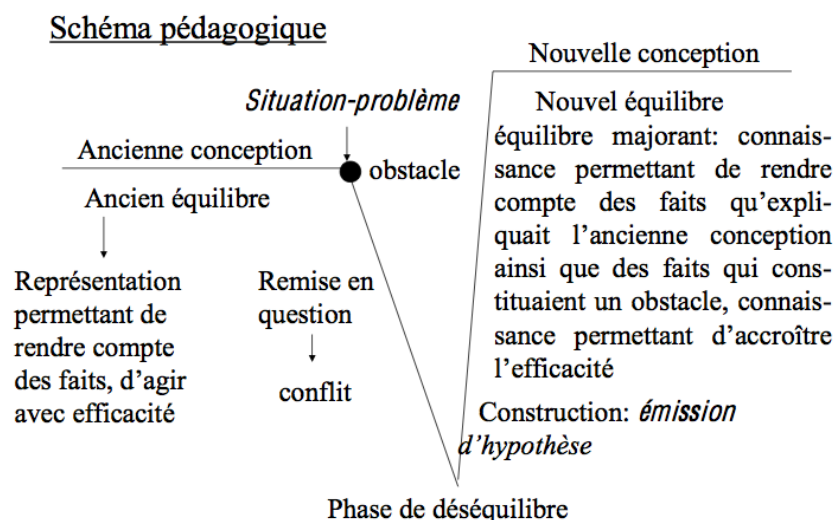 Schéma pédagogique
Situation-problème
Ancienne conception
obstacle
Ancien équilibre
Représentation
permettant de
rendre compte
des faits, d’agir
avec efficacité
Remise en
question
conflit
Phase de déséquilibre
Nouvelle conception
Nouvel équilibre
équilibre majorant: connais-
sance permettant de rendre
compte des faits qu’expli-
quait l’ancienne conception
ainsi que des faits qui cons-
tituaient un obstacle, connais-
sance permettant d’accroître
l’efficacité
Construction: émission
d’hypothèse